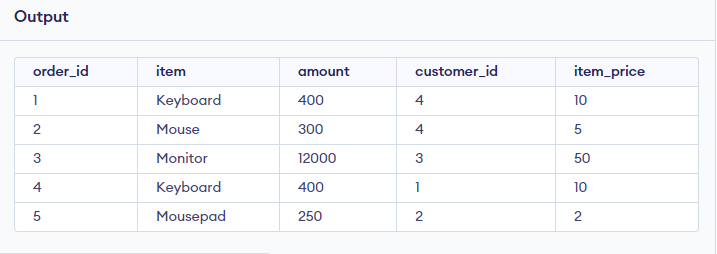 Output
order_id item amount customer_id item_price
1 Keyboard 400 4 10
2 Mouse 300 4 5
3 Monitor 12000 3 50
4 Keyboard 400 1 10
5 Mousepad 250 2 2